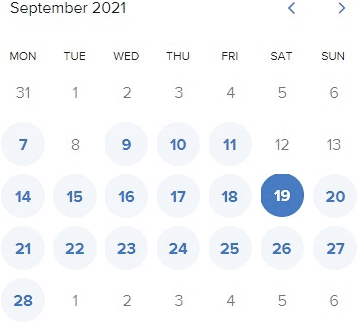 September 2021
MON TUE WED THU FRI SAT SUN
31 1 2 3 4 5 6
7 8 9 10 11 12 13
14 15 16 17 18 19 20
21 22 23 24 25 26 27
28 1 2 3 4 5 6